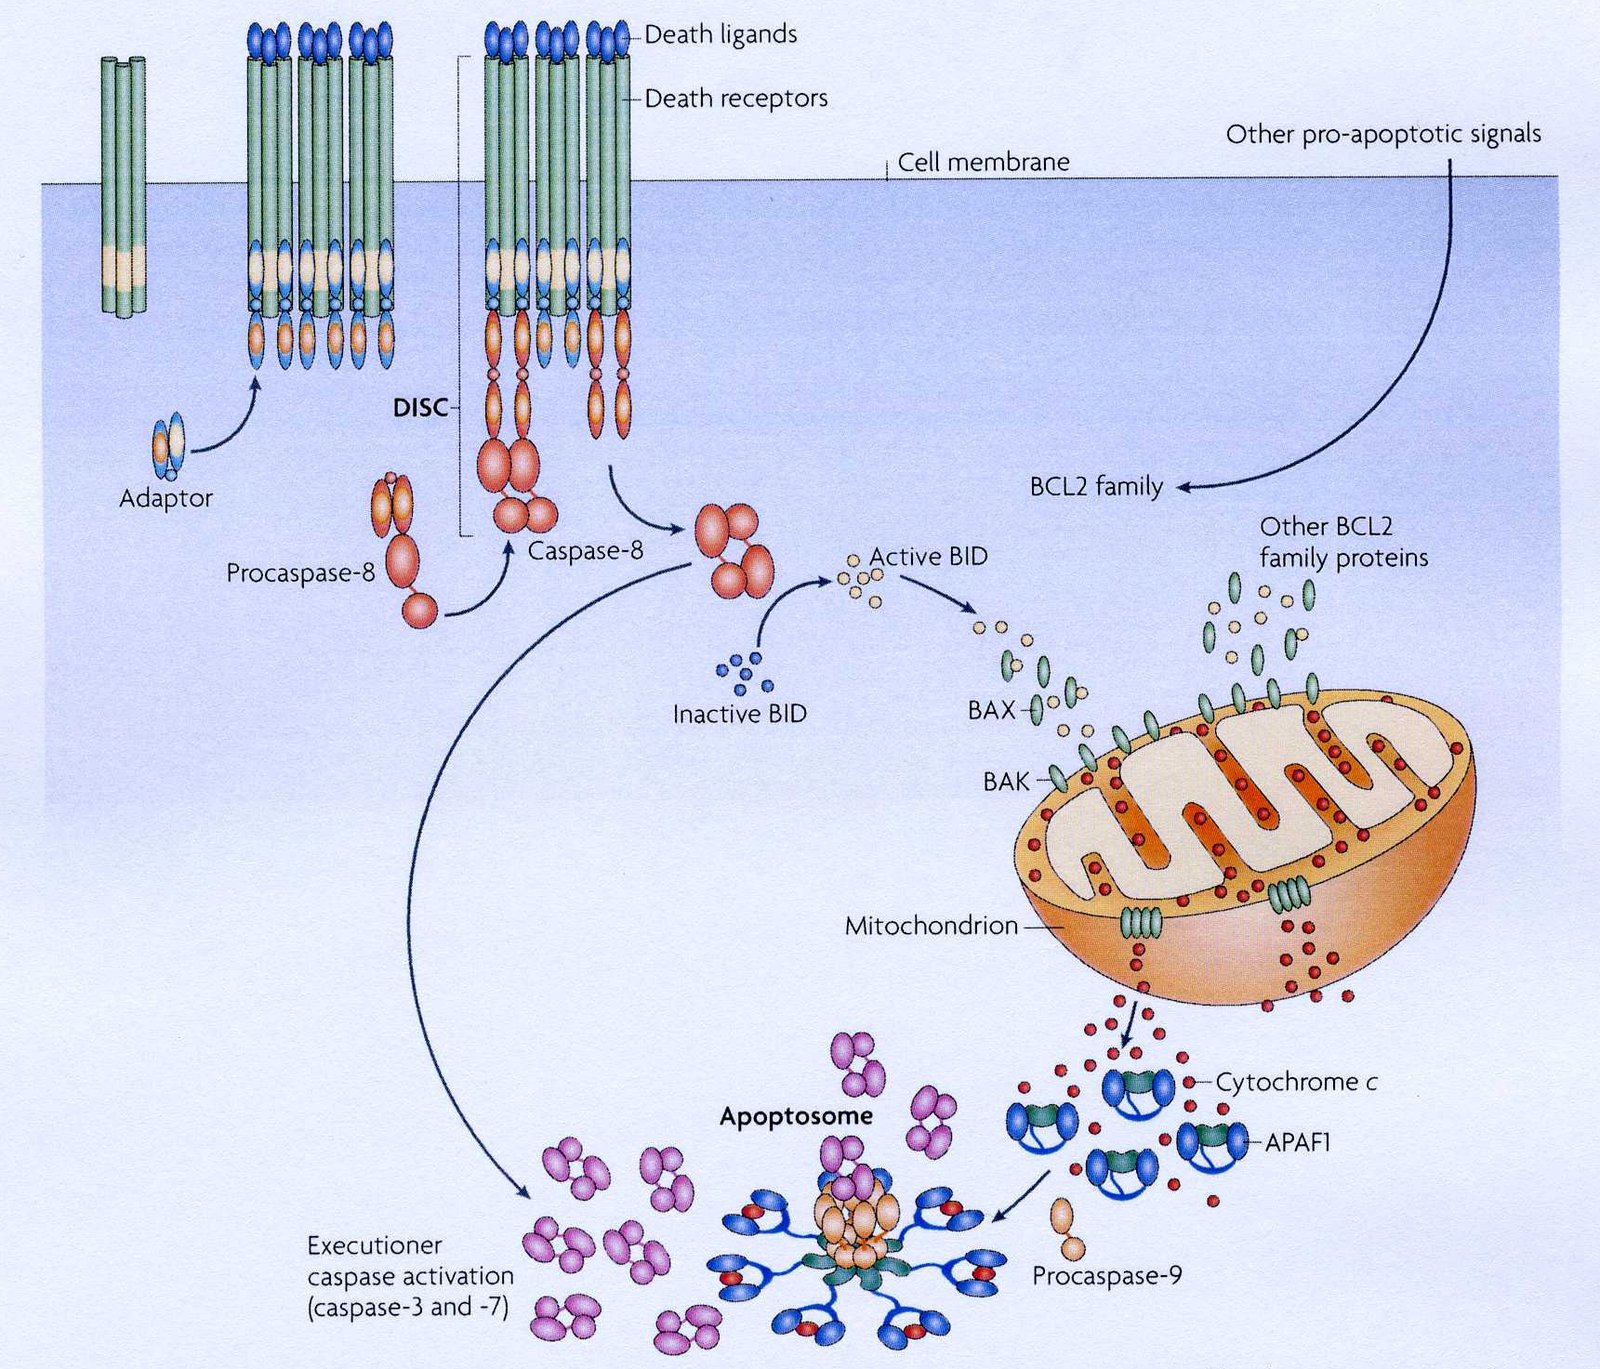 Death ligands
Death receptors
Other pro-apoptotic signals
Cell membrane
DISC
BCL2 family
Adaptor
Other BCL2
family proteins
Caspase-8
Active BID
Procaspase-8
Inactive BID
BAX
BAK
Mitochondrion
Cytochrome c
Apoptosome
APAF1
Executioner
caspase activation
(caspase-3 and -7)
Procaspase-9